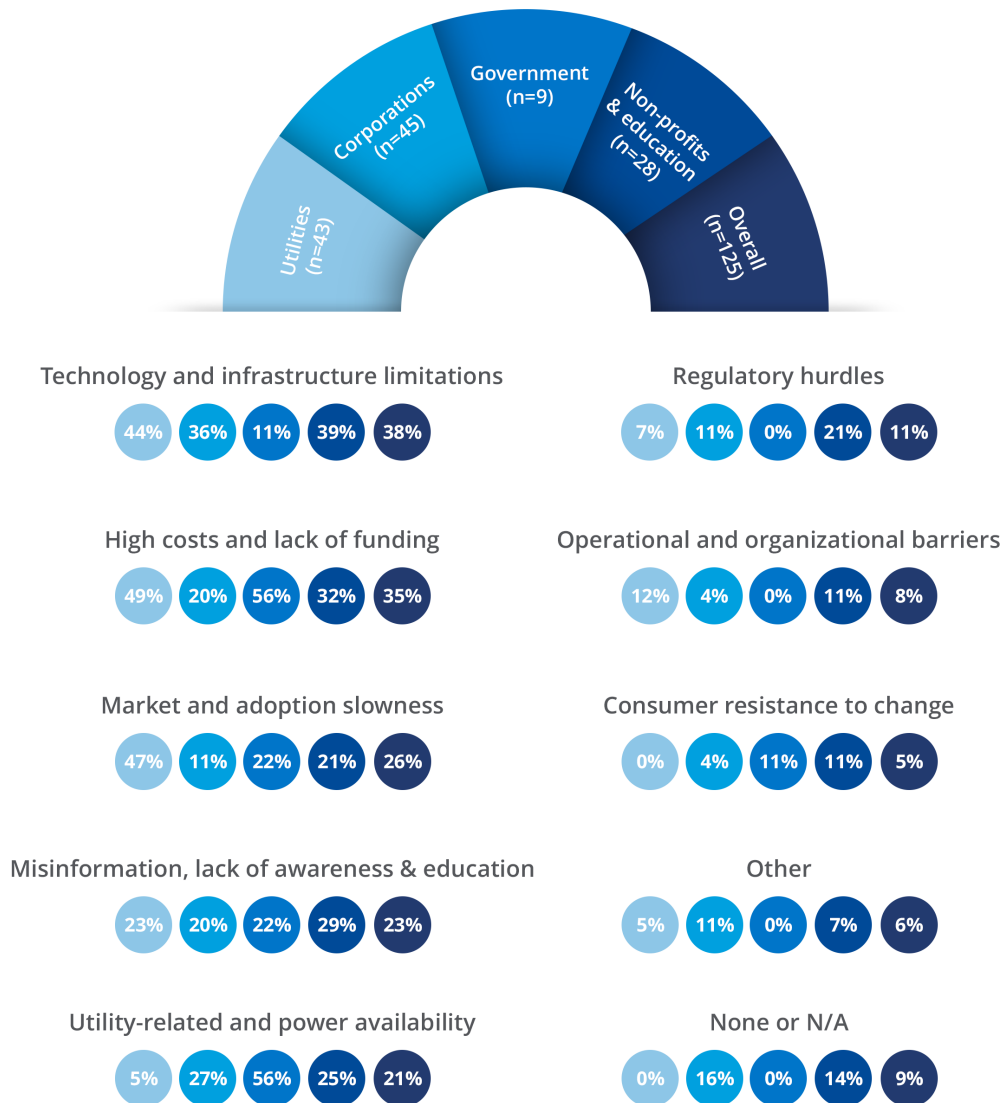 Utilities
(n=43)
Corporations
(n=45)
Government
(n=9)
Non-profits
& education
(n=28)
Overall
(n=125)
Technology and infrastructure limitations
44% 36% 11% 39% 38%
Regulatory hurdles
7% 11% 0% 21% 11%
High costs and lack of funding
49% 20% 56% 32% 35%
Operational and organizational barriers
12% 4% 0% 11% 8%
Market and adoption slowness
47% 11% 22% 21% 26%
Consumer resistance to change
0% 4% 11% 11% 5%
Misinformation, lack of awareness & education
23% 20% 22% 29% 23%
Other
5% 11% 0% 7% 6%
Utility-related and power availability
5% 27% 56% 25% 21%
None or N/A
0% 16% 0% 14% 9%